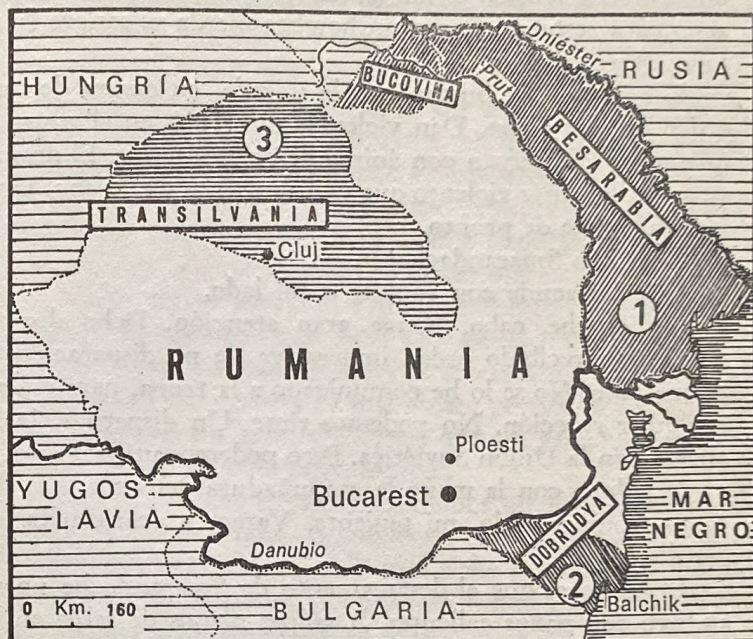 Dniéster
HUNGRÍA
BUCOVINA
Prut
RUSIA
3
BESARABIA
TRANSILVANIA
Cluj
1
RUMANIA
Ploesti
Bucarest
YUGOS-
LAVIA
MAR
NEGRO
DOBRUDYA
Danubio
2
Balchik
0 Km. 160
BULGARIA